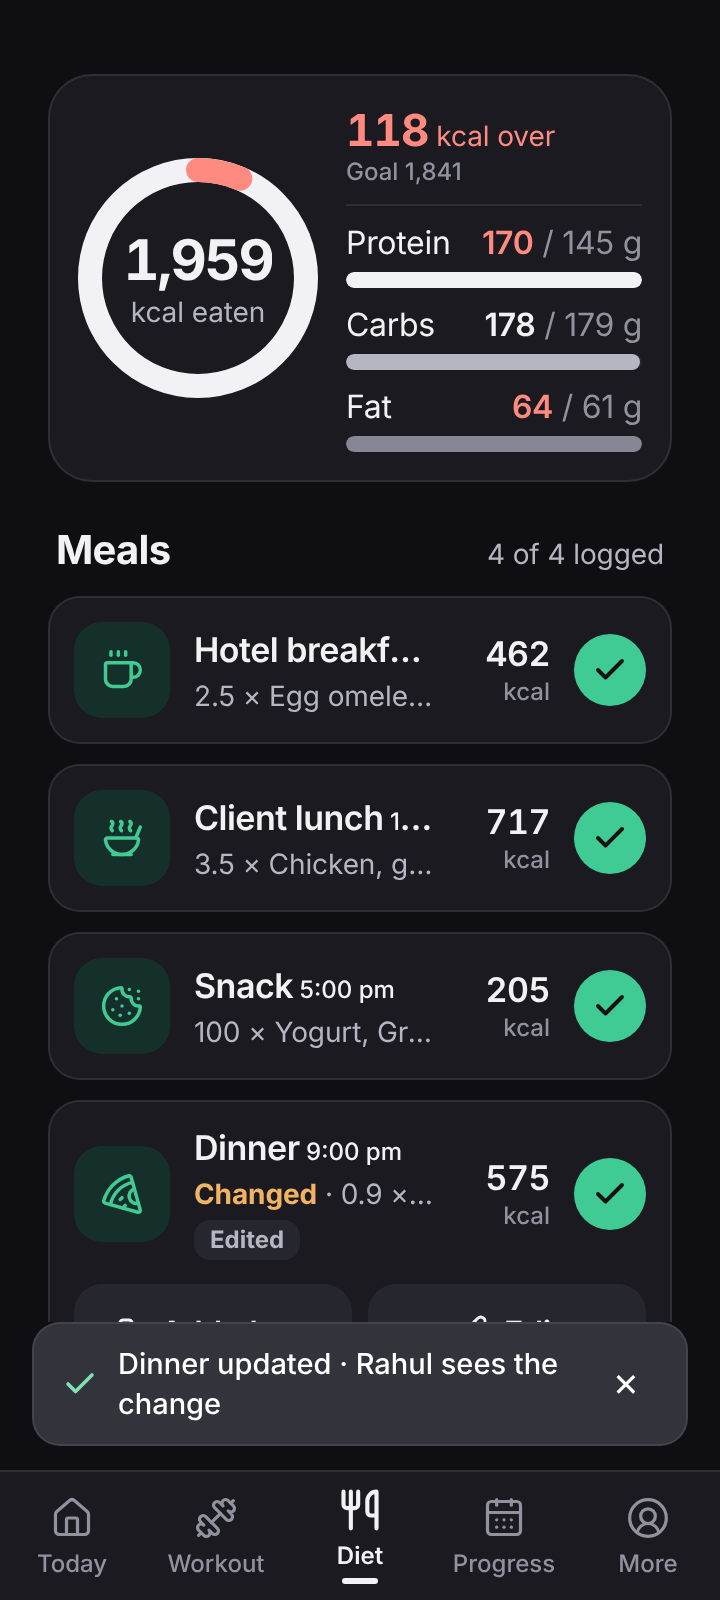 118 kcal over
Goal 1,841
1,959
kcal eaten
Protein 170 / 145 g
Carbs 178 / 179 g
Fat 64 / 61 g
Meals 4 of 4 logged
Hotel breakf... 462
2.5 × Egg omele... kcal
Client lunch 1... 717
3.5 × Chicken, g... kcal
Snack 5:00 pm 205
100 × Yogurt, Gr... kcal
Dinner 9:00 pm
Changed · 0.9 ×... 575
kcal
Edited
Dinner updated · Rahul sees the
change
Today Workout Diet Progress More